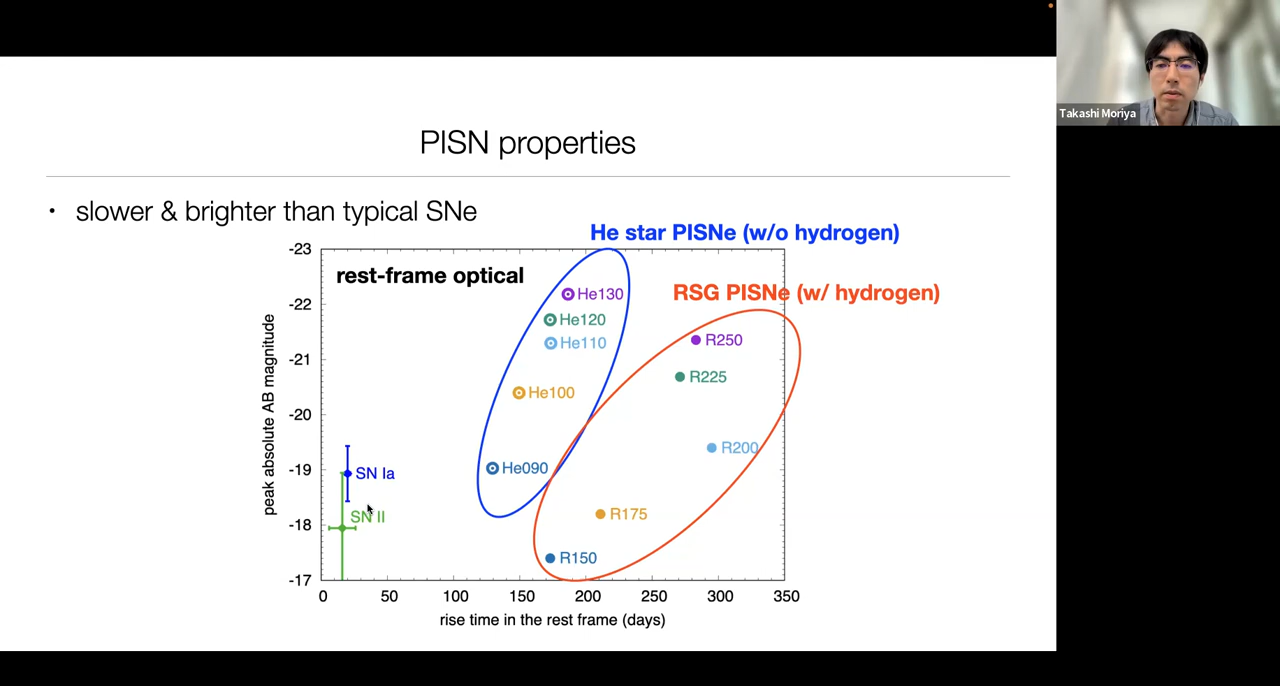 Takashi Moriya
PISN properties
• slower & brighter than typical SNe
He star PISNe (w/o hydrogen)
RSG PISNe (w/ hydrogen)
rest-frame optical
peak absolute AB magnitude
-23
-22
-21
-20
-19
-18
-17
He130
He120
He110
He100
He090
R250
R225
R200
R175
R150
SN Ia
SN II
0 50 100 150 200 250 300 350
rise time in the rest frame (days)